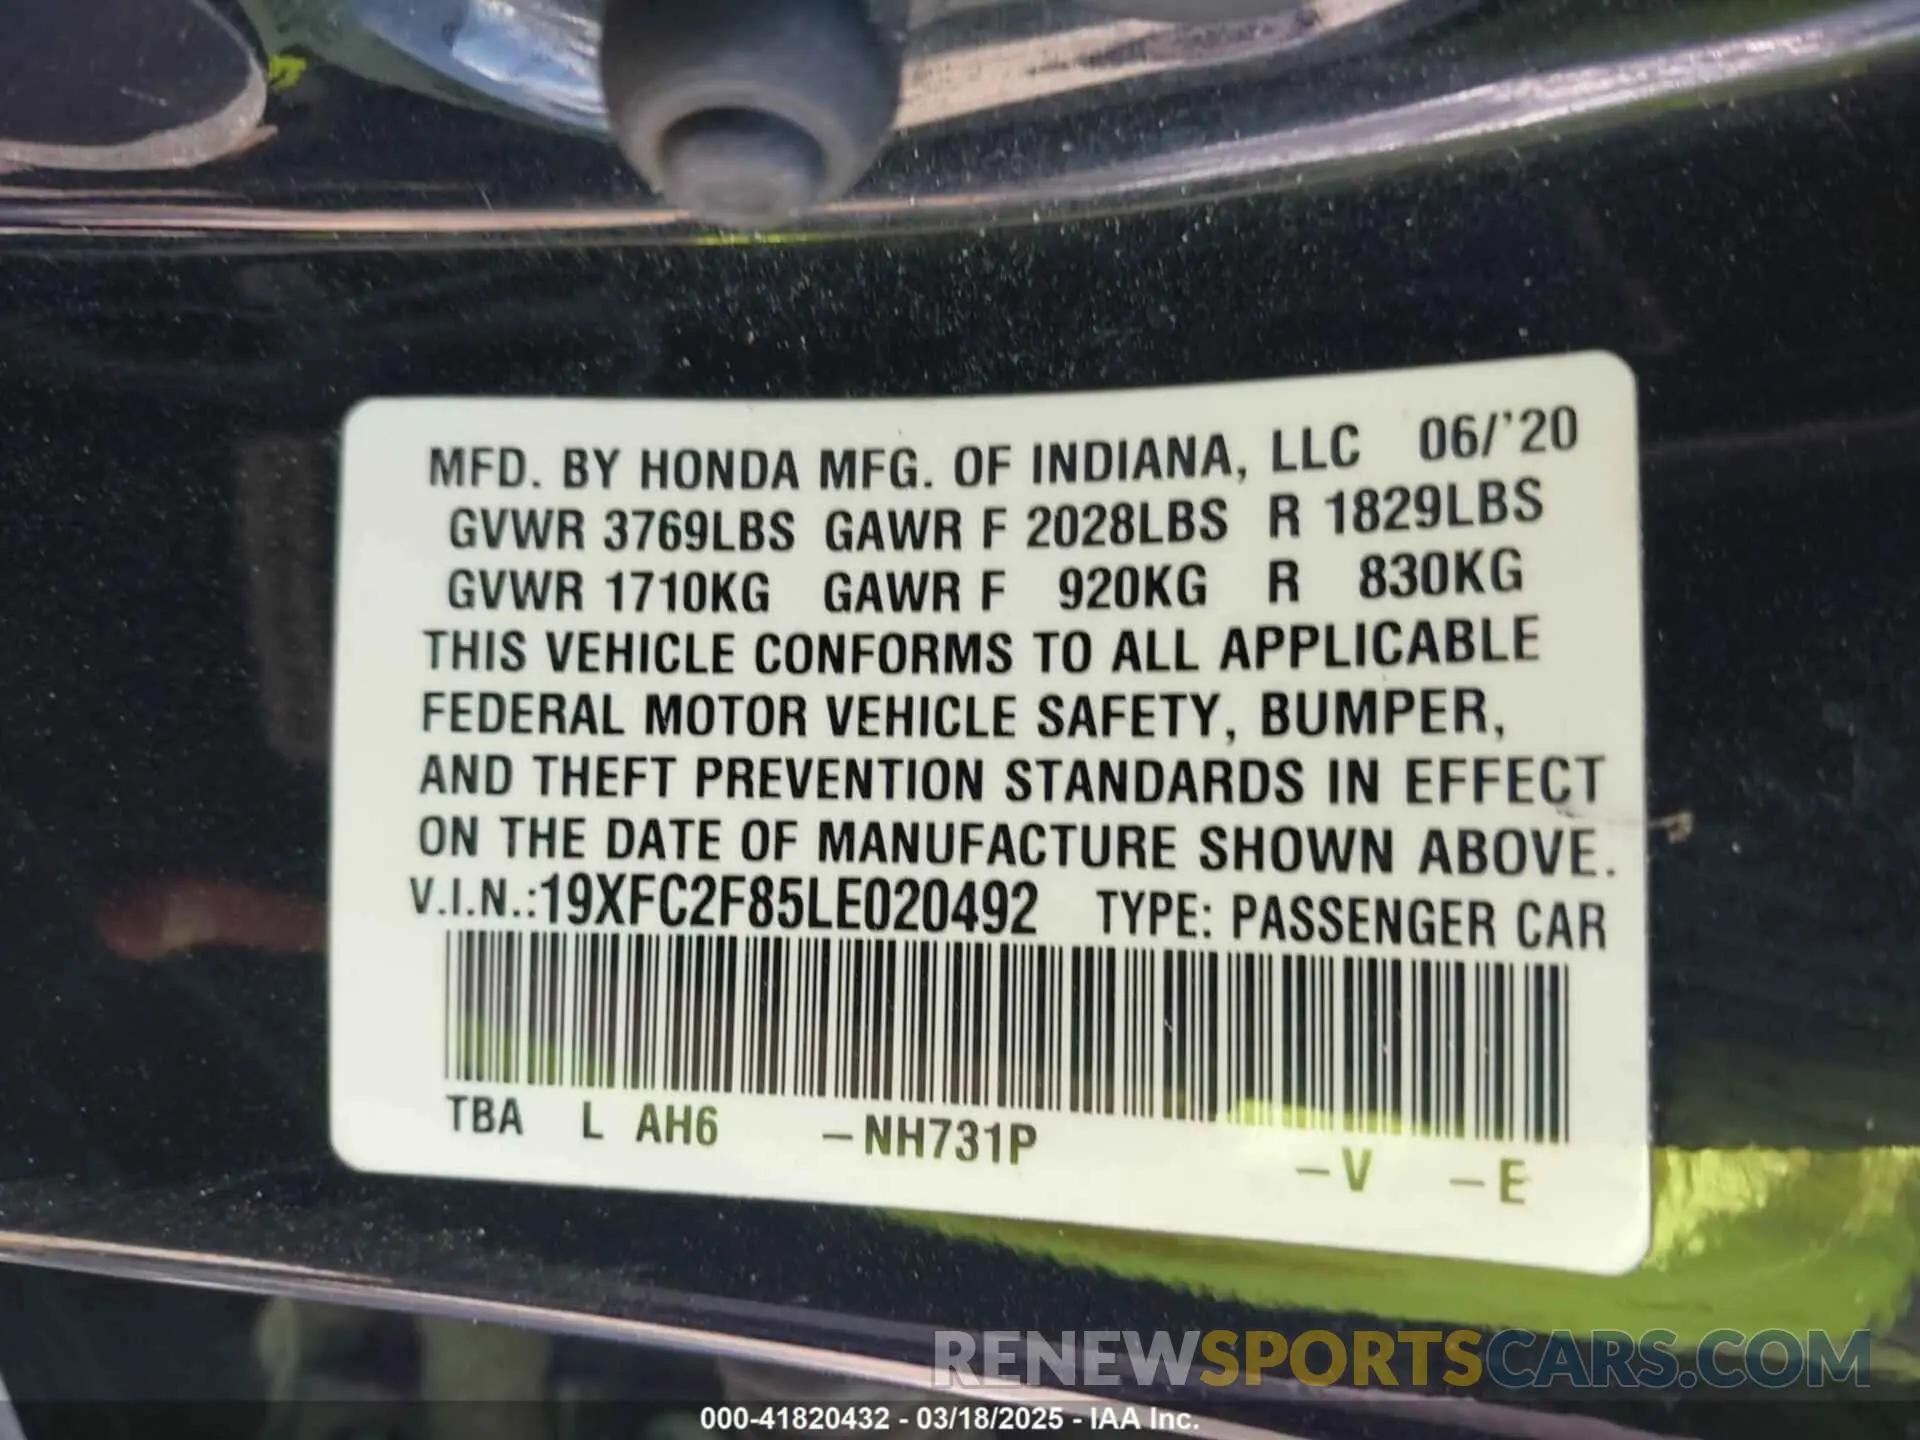 MFD. BY HONDA MFG. OF INDIANA, LLC 06/'20
GVWR 3769LBS GAWR F 2028LBS R 1829LBS
GVWR 1710KG GAWR F 920KG R 830KG
THIS VEHICLE CONFORMS TO ALL APPLICABLE
FEDERAL MOTOR VEHICLE SAFETY, BUMPER,
AND THEFT PREVENTION STANDARDS IN EFFECT
ON THE DATE OF MANUFACTURE SHOWN ABOVE.
V.I.N.:19XFC2F85LE020492 TYPE: PASSENGER CAR
TBA L AH6 –NH731P –V –E
RENEWSPORTSCARS.COM
000-41820432 - 03/18/2025 - IAA Inc.